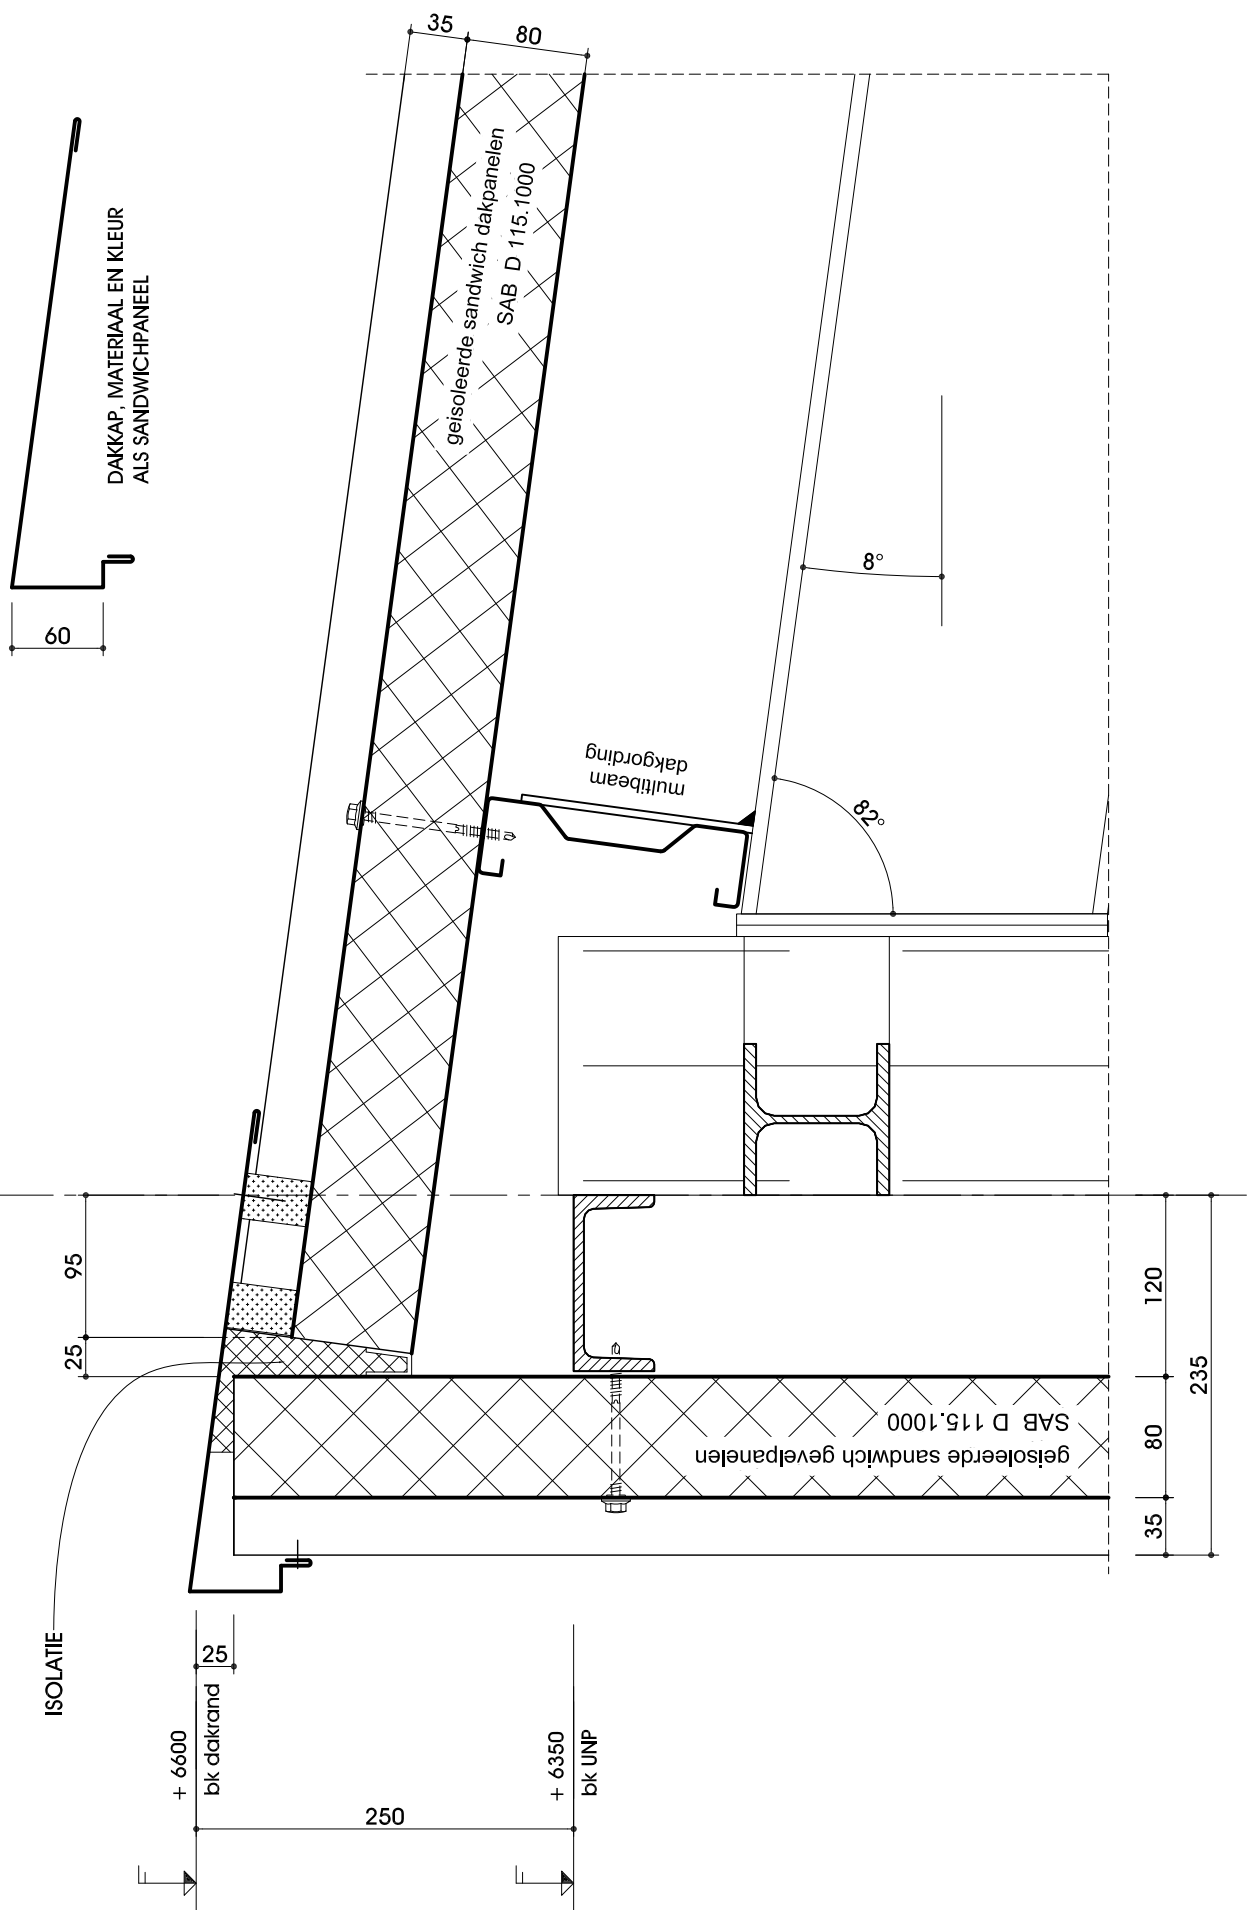 35
80
DAKKAP, MATERIAAL EN KLEUR
ALS SANDWICHPANEEL
60
geisoleerde sandwich dakpanelen
SAB D 115.1000
8°
multibeam
dakgording
82°
95
25
120
235
80
35
SAB D 115.1000
geisoleerde sandwich gevelpanelen
ISOLATIE
25
+ 6600
bk dakrand
+ 6350
bk UNP
250